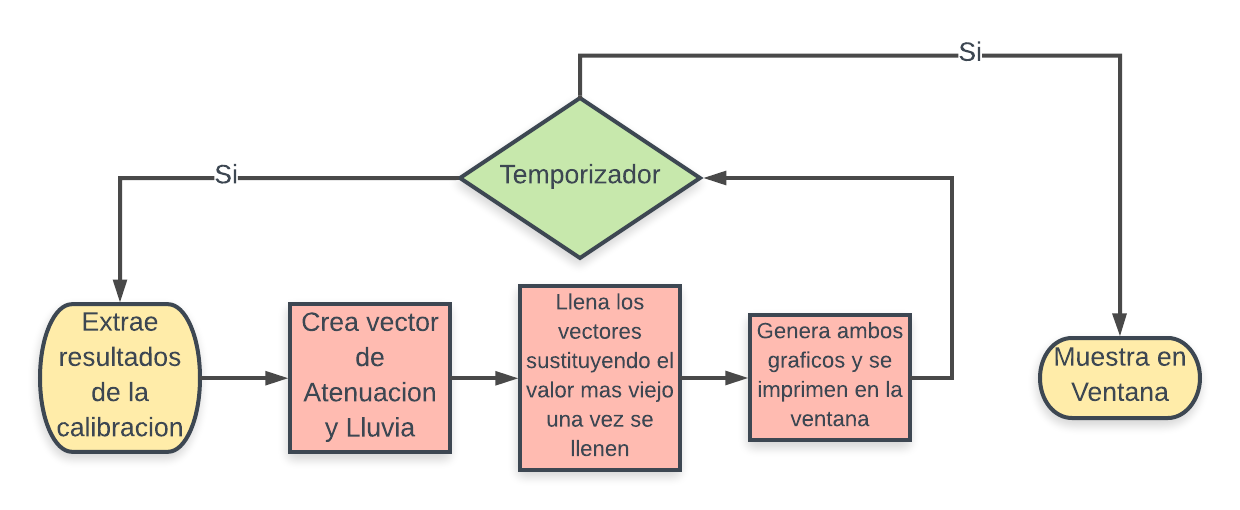 Si
Temporizador
Si
Extrae
resultados
de la
calibracion
Crea vector
de
Atenuacion
y Lluvia
Llena los
vectores
sustituyendo el
valor mas viejo
una vez se
llenen
Genera ambos
graficos y se
imprimen en la
ventana
Muestra en
Ventana